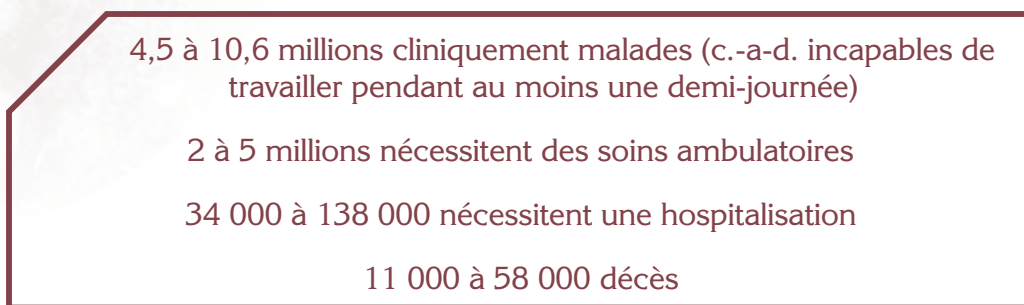 4,5 à 10,6 millions cliniquement malades (c.-a-d. incapables de
travailler pendant au moins une demi-journée)
2 à 5 millions nécessitent des soins ambulatoires
34 000 à 138 000 nécessitent une hospitalisation
11 000 à 58 000 décès